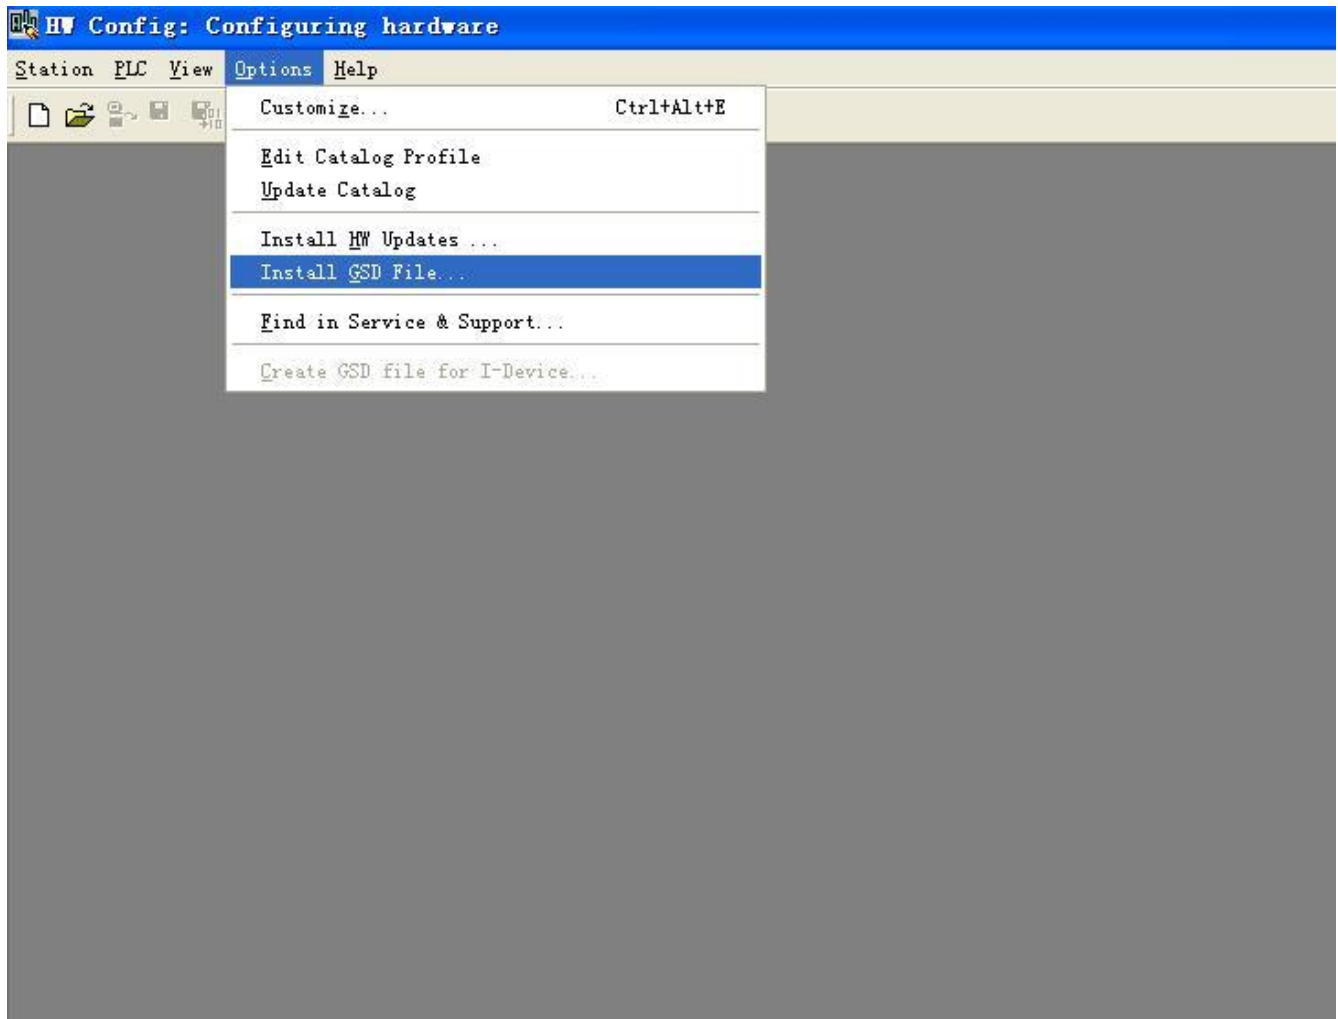 HW Config: Configuring hardware
Station PLC View Options Help
Customize... Ctrl+Alt+E
Edit Catalog Profile
Update Catalog
Install HW Updates ...
Install GSD File...
Find in Service & Support...
Create GSD file for I-Device...